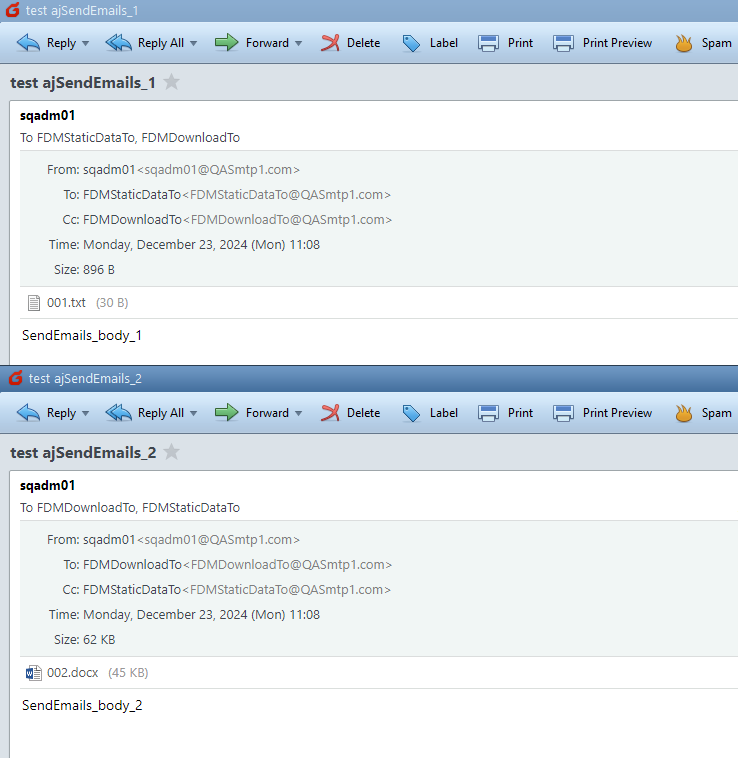 test ajSendEmails_1
Reply Reply All Forward Delete Label Print Print Preview Spam
test ajSendEmails_1
sqadm01
To FDMStaticDataTo, FDMDownloadTo
From: sqadm01<sqadm01@QASmtp1.com>
To: FDMStaticDataTo<FDMStaticDataTo@QASmtp1.com>
Cc: FDMDownloadTo<FDMDownloadTo@QASmtp1.com>
Time: Monday, December 23, 2024 (Mon) 11:08
Size: 896 B
001.txt (30 B)
SendEmails_body_1
test ajSendEmails_2
Reply Reply All Forward Delete Label Print Print Preview Spam
test ajSendEmails_2
sqadm01
To FDMDownloadTo, FDMStaticDataTo
From: sqadm01<sqadm01@QASmtp1.com>
To: FDMDownloadTo<FDMDownloadTo@QASmtp1.com>
Cc: FDMStaticDataTo<FDMStaticDataTo@QASmtp1.com>
Time: Monday, December 23, 2024 (Mon) 11:08
Size: 62 KB
002.docx (45 KB)
SendEmails_body_2